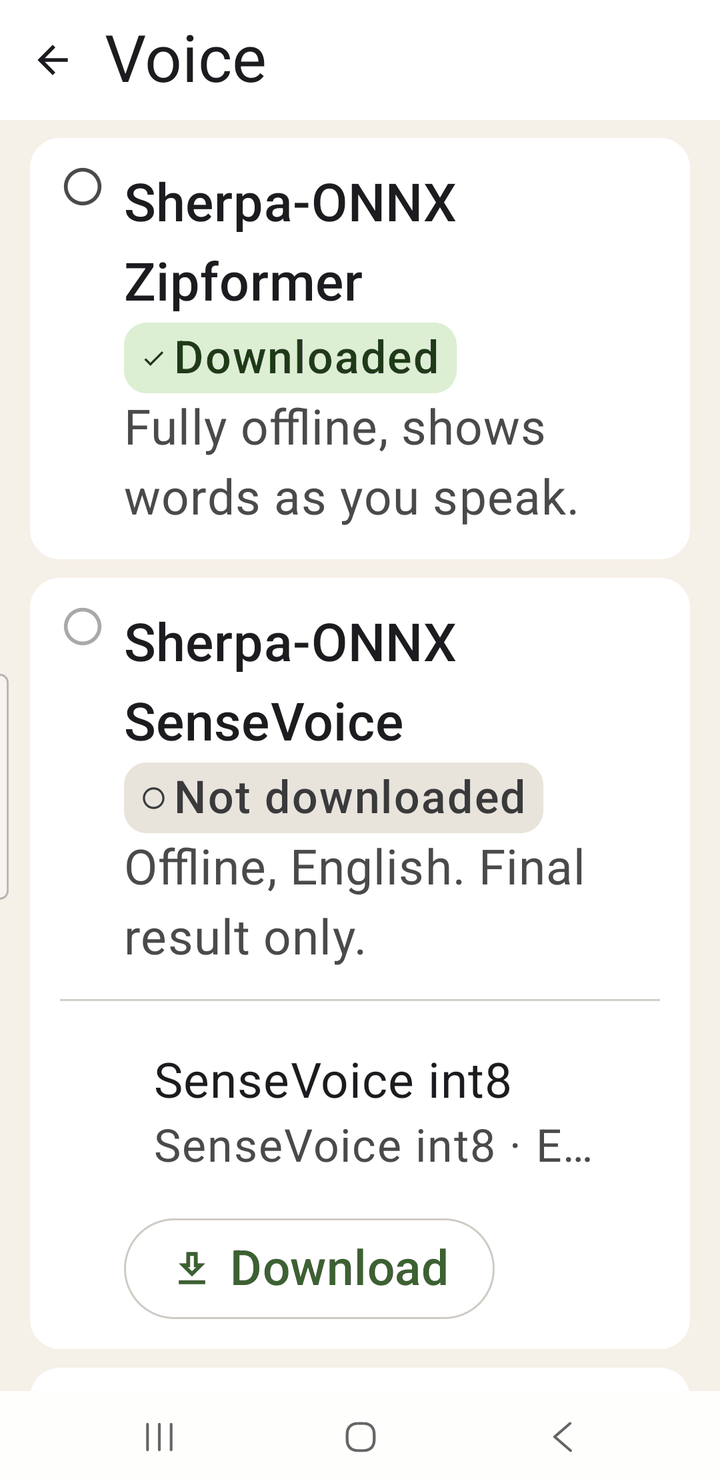 Voice
Sherpa-ONNX
Zipformer
Downloaded
Fully offline, shows
words as you speak.
Sherpa-ONNX
SenseVoice
Not downloaded
Offline, English. Final
result only.
SenseVoice int8
SenseVoice int8 · E…
Download